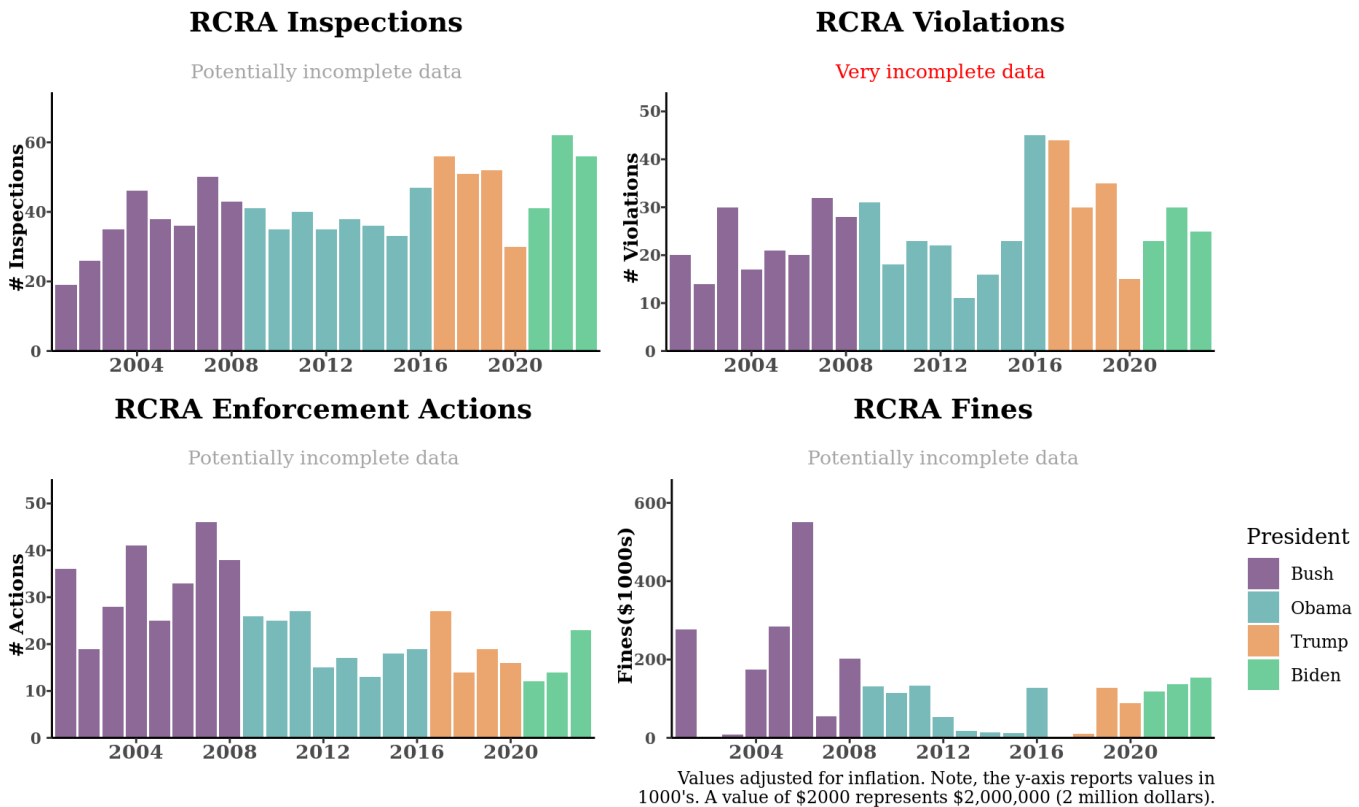 RCRA Inspections
Potentially incomplete data
# Inspections
60
40
20
0
2004 2008 2012 2016 2020
RCRA Violations
Very incomplete data
# Violations
50
40
30
20
10
0
2004 2008 2012 2016 2020
RCRA Enforcement Actions
Potentially incomplete data
# Actions
50
40
30
20
10
0
2004 2008 2012 2016 2020
RCRA Fines
Potentially incomplete data
Fines($1000s)
600
400
200
0
2004 2008 2012 2016 2020
President
Bush
Obama
Trump
Biden
Values adjusted for inflation. Note, the y-axis reports values in
1000's. A value of $2000 represents $2,000,000 (2 million dollars).